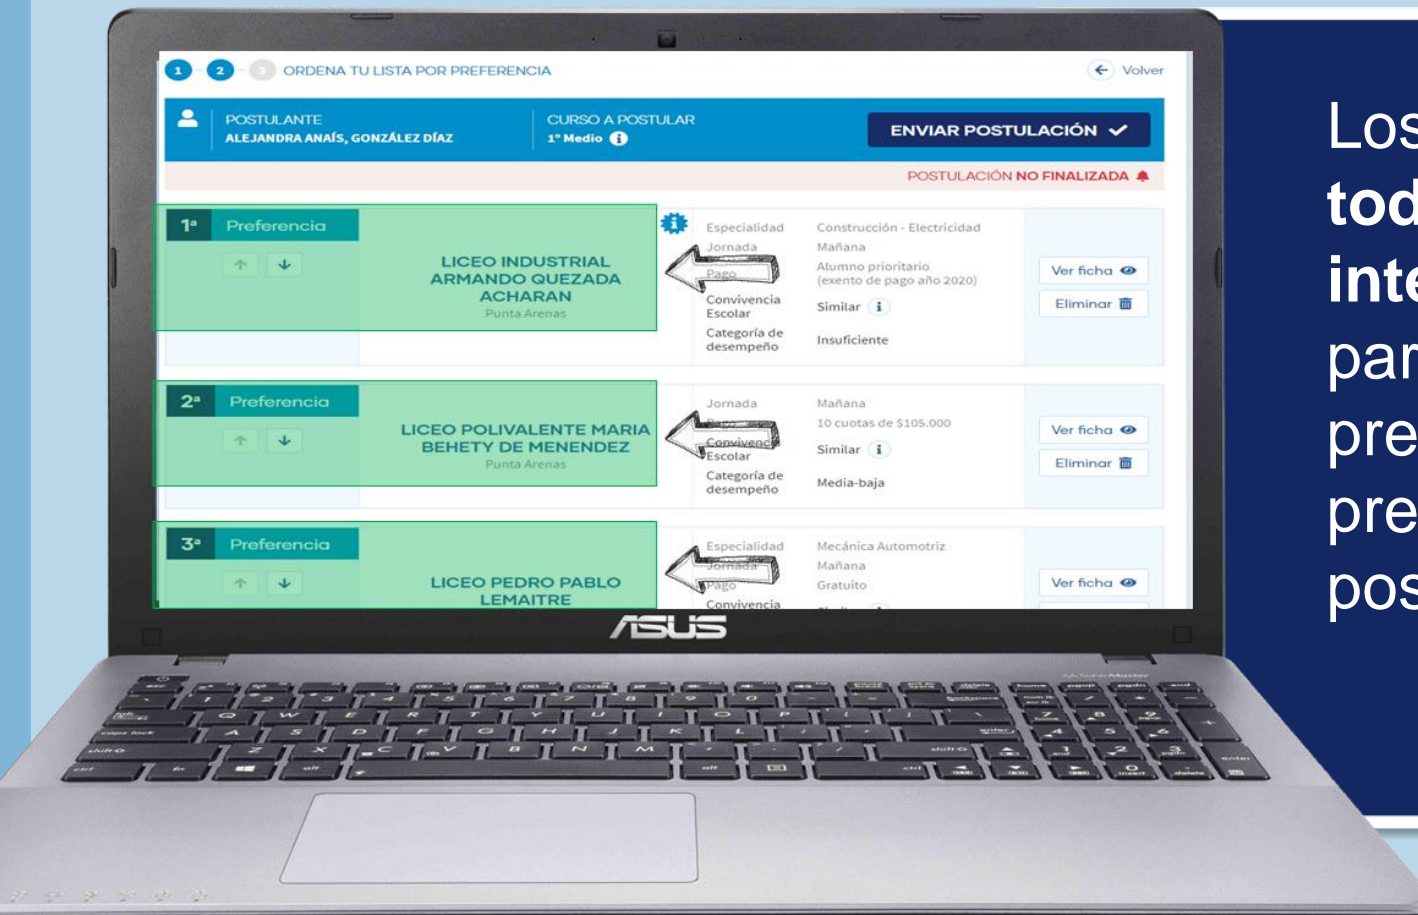 1 - 2 - 3 ORDENA TU LISTA POR PREFERENCIA
Volver
POSTULANTE
ALEJANDRA ANAÍS, GONZÁLEZ DÍAZ
CURSO A POSTULAR
1º Medio i
ENVIAR POSTULACIÓN
POSTULACIÓN NO FINALIZADA
1ª Preferencia
LICEO INDUSTRIAL
ARMANDO QUEZADA
ACHARAN
Punta Arenas
Especialidad Construcción - Electricidad
Jornada Mañana
Pago Alumno prioritario
(exento de pago año 2020)
Convivencia
Escolar Similar i
Categoría de
desempeño Insuficiente
Ver ficha
Eliminar
2ª Preferencia
LICEO POLIVALENTE MARIA
BEHETY DE MENENDEZ
Punta Arenas
Jornada Mañana
10 cuotas de $105.000
Convivencia
Escolar Similar i
Categoría de
desempeño Media-baja
Ver ficha
Eliminar
3ª Preferencia
LICEO PEDRO PABLO
LEMAITRE
Especialidad Mecánica Automotriz
Jornada Mañana
Pago Gratuito
Convivencia
Ver ficha
ASUS
Los
tod
inte
par
pre
pre
pos